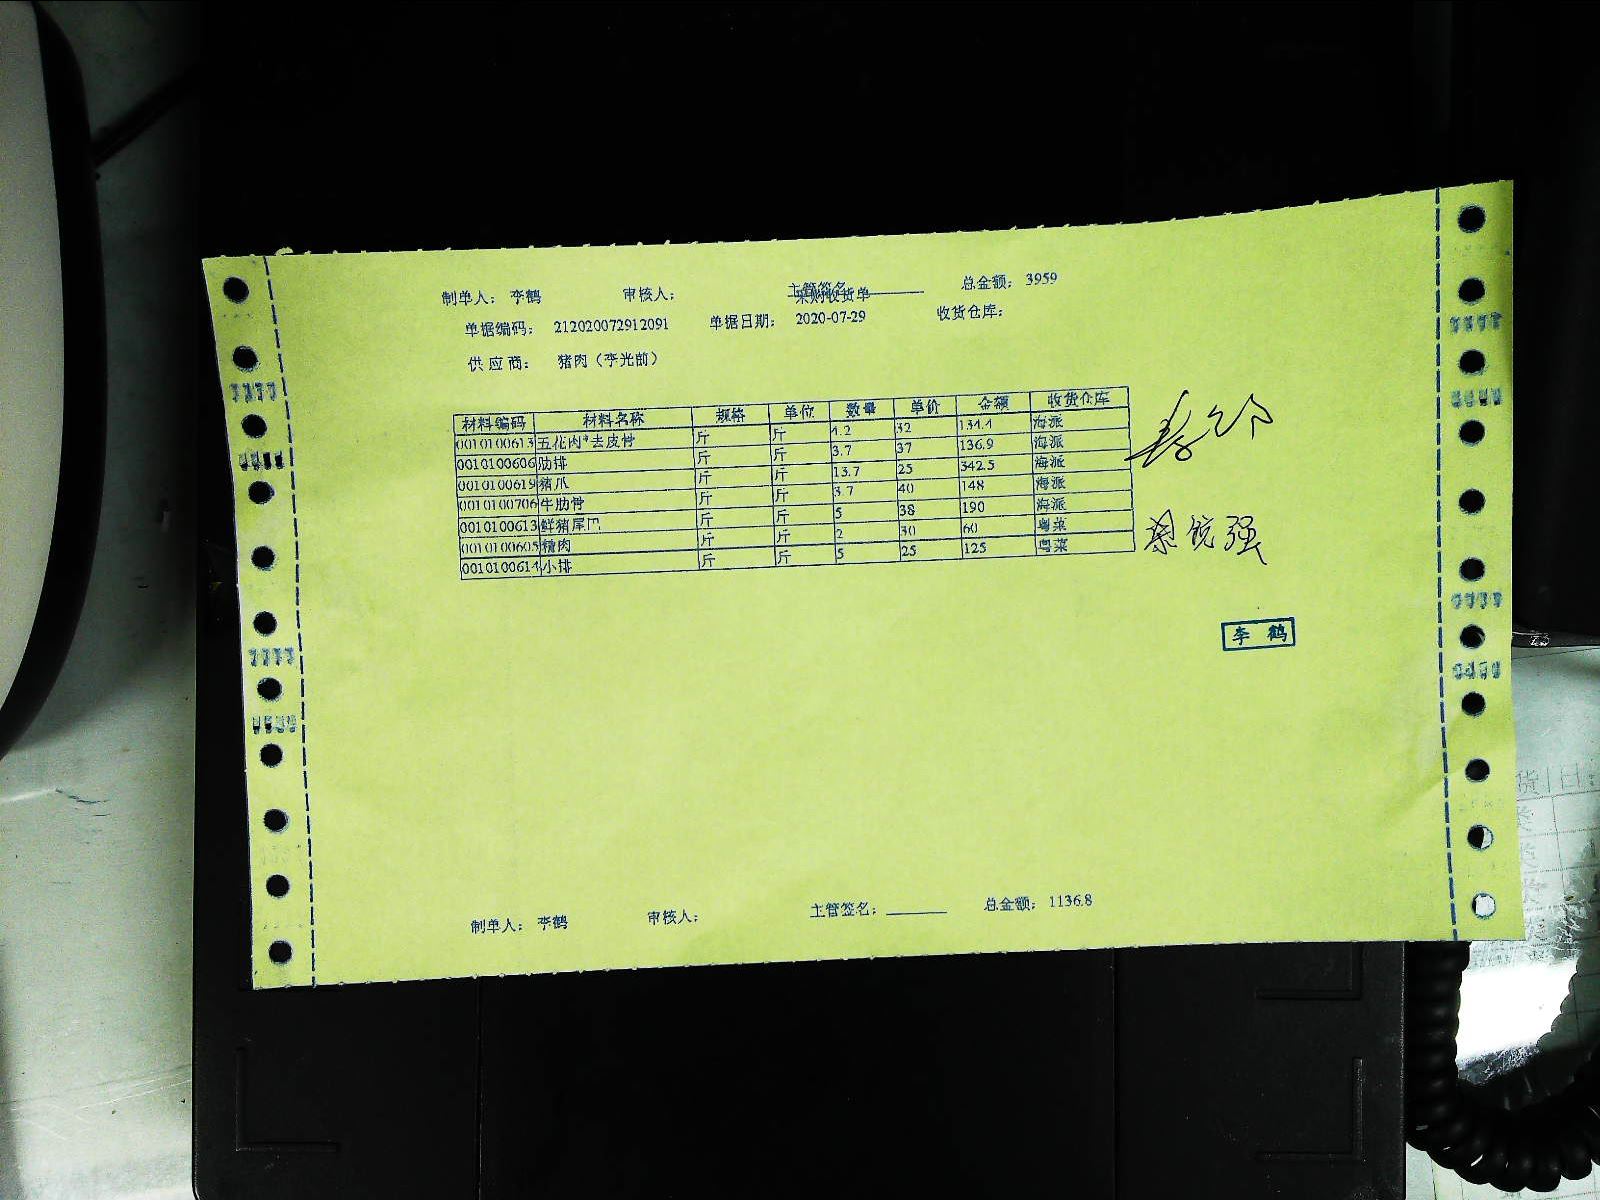 制单人： 李鹤 审核人： 主管签名 总金额： 3959
采购收货单
单据编码： 212020072912091 单据日期： 2020-07-29 收货仓库：
供应商： 猪肉（李光前）
材料编码 材料名称 规格 单位 数量 单价 金额 收货仓库
0010100613 五花肉*去皮骨 斤 斤 4.2 32 134.4 海派
0010100606 肋排 斤 斤 3.7 37 136.9 海派
0010100619 猪爪 斤 斤 13.7 25 342.5 海派
0010100706 牛肋骨 斤 斤 3.7 40 148 海派
0010100613 鲜猪尾 斤 斤 5 38 190 海派
0010100605 精肉 斤 斤 2 30 60 粤菜
0010100614 小排 斤 斤 5 25 125 粤菜
强
李鹤
制单人： 李鹤 审核人： 主管签名： 总金额： 1136.8